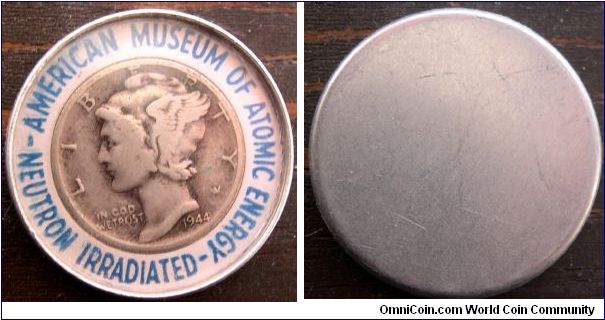 AMERICAN MUSEUM OF ATOMIC ENERGY-
NEUTRON IRRADIATED-
LIBERTY
IN GOD
WE TRUST
1944
OmniCoin.com World Coin Community